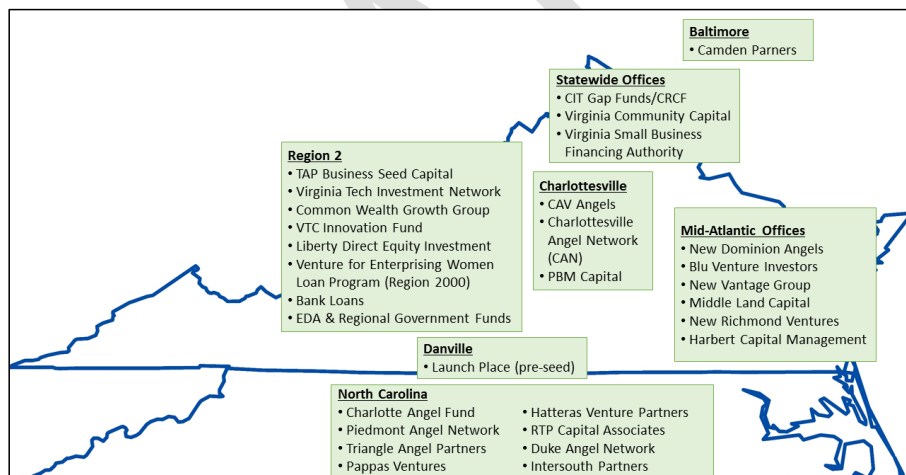 Baltimore
• Camden Parners
Statewide Offices
• CIT Gap Funds/CRCF
• Virginia Community Capital
• Virginia Small Business
Financing Authority
Region 2
• TAP Business Seed Capital
• Virginia Tech Investment Network
• Common Wealth Growth Group
• VTC Innovation Fund
• Liberty Direct Equity Investment
• Venture for Enterprising Women
Loan Program (Region 2000)
• Bank Loans
• EDA & Regional Government Funds
Charlottesville
• CAV Angels
• Charlottesville
Angel Network
(CAN)
• PBM Capital
Mid-Atlantic Offices
• New Dominion Angels
• Blu Venture Investors
• New Vantage Group
• Middle Land Capital
• New Richmond Ventures
• Harbert Capital Management
Danville
• Launch Place (pre-seed)
North Carolina
• Charlotte Angel Fund
• Piedmont Angel Network
• Triangle Angel Partners
• Pappas Ventures
• Hatteras Venture Partners
• RTP Capital Associates
• Duke Angel Network
• Intersouth Partners